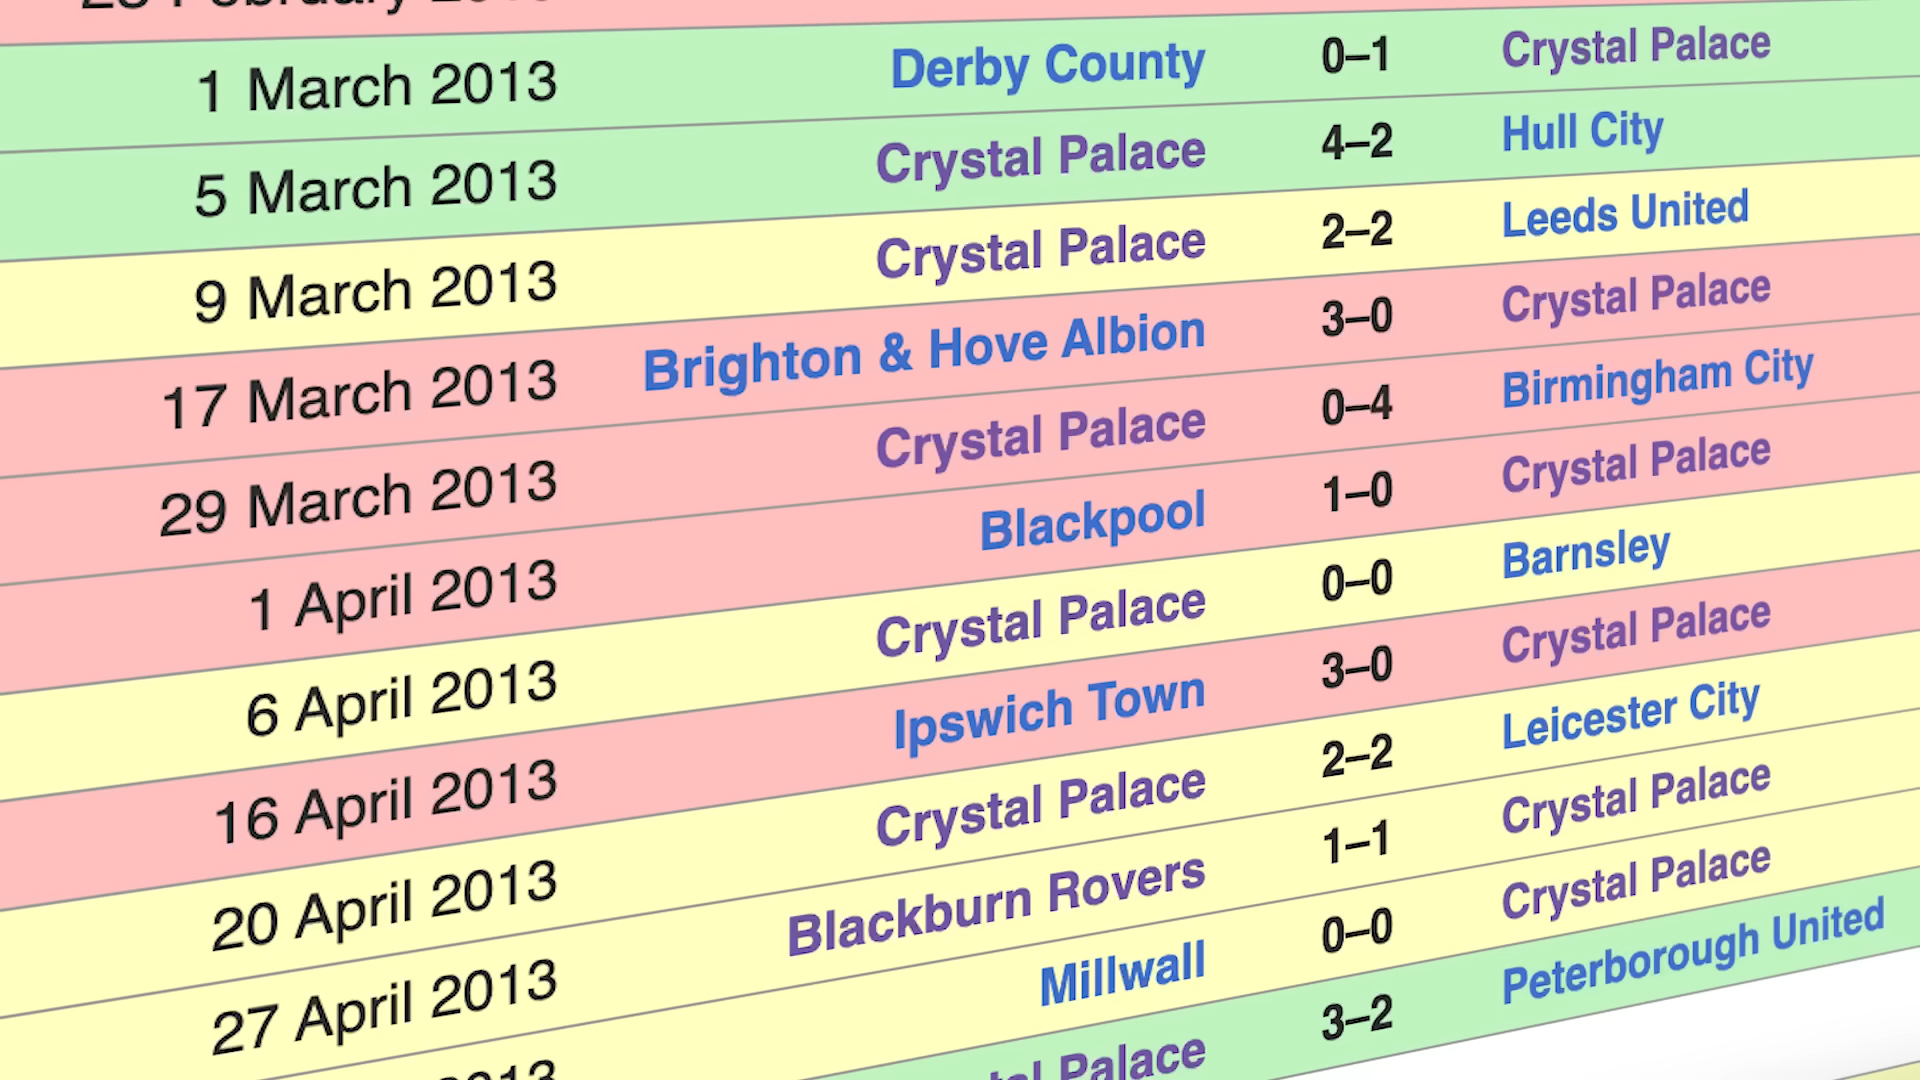 February
1 March 2013 Derby County 0–1 Crystal Palace
5 March 2013 Crystal Palace 4–2 Hull City
9 March 2013 Crystal Palace 2–2 Leeds United
17 March 2013 Brighton & Hove Albion 3–0 Crystal Palace
29 March 2013 Crystal Palace 0–4 Birmingham City
1 April 2013 Blackpool 1–0 Crystal Palace
6 April 2013 Crystal Palace 0–0 Barnsley
16 April 2013 Ipswich Town 3–0 Crystal Palace
20 April 2013 Crystal Palace 2–2 Leicester City
27 April 2013 Blackburn Rovers 1–1 Crystal Palace
2013 Millwall 0–0 Crystal Palace
Palace 3–2 Peterborough United